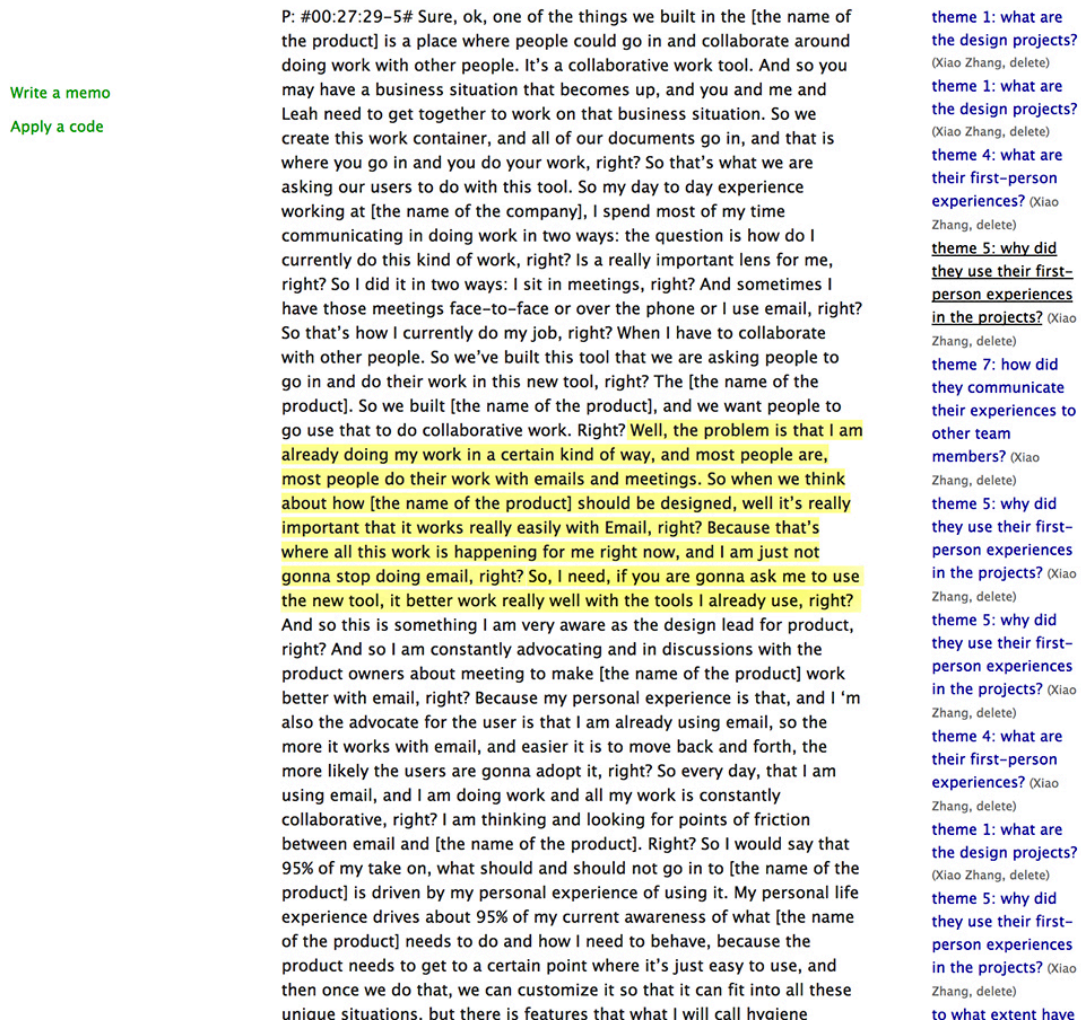 Write a memo
Apply a code
P: #00:27:29-5# Sure, ok, one of the things we built in the [the name of
the product] is a place where people could go in and collaborate around
doing work with other people. It's a collaborative work tool. And so you
may have a business situation that becomes up, and you and me and
Leah need to get together to work on that business situation. So we
create this work container, and all of our documents go in, and that is
where you go in and you do your work, right? So that's what we are
asking our users to do with this tool. So my day to day experience
working at [the name of the company], I spend most of my time
communicating in doing work in two ways: the question is how do I
currently do this kind of work, right? Is a really important lens for me,
right? So I did it in two ways: I sit in meetings, right? And sometimes I
have those meetings face-to-face or over the phone or I use email, right?
So that's how I currently do my job, right? When I have to collaborate
with other people. So we've built this tool that we are asking people to
go in and do their work in this new tool, right? The [the name of the
product]. So we built [the name of the product], and we want people to
go use that to do collaborative work. Right? Well, the problem is that I am
already doing my work in a certain kind of way, and most people are,
most people do their work with emails and meetings. So when we think
about how [the name of the product] should be designed, well it's really
important that it works really easily with Email, right? Because that's
where all this work is happening for me right now, and I am just not
gonna stop doing email, right? So, I need, if you are gonna ask me to use
the new tool, it better work really well with the tools I already use, right?
And so this is something I am very aware as the design lead for product,
right? And so I am constantly advocating and in discussions with the
product owners about meeting to make [the name of the product] work
better with email, right? Because my personal experience is that, and I ‘m
also the advocate for the user is that I am already using email, so the
more it works with email, and easier it is to move back and forth, the
more likely the users are gonna adopt it, right? So every day, that I am
using email, and I am doing work and all my work is constantly
collaborative, right? I am thinking and looking for points of friction
between email and [the name of the product]. Right? So I would say that
95% of my take on, what should and should not go in to [the name of the
product] is driven by my personal experience of using it. My personal life
experience drives about 95% of my current awareness of what [the name
of the product] needs to do and how I need to behave, because the
product needs to get to a certain point where it's just easy to use, and
then once we do that, we can customize it so that it can fit into all these
unique situations, but there is features that what I will call hygiene
theme 1: what are
the design projects?
(Xiao Zhang, delete)
theme 1: what are
the design projects?
(Xiao Zhang, delete)
theme 4: what are
their first-person
experiences? (Xiao
Zhang, delete)
theme 5: why did
they use their first-
person experiences
in the projects? (Xiao
Zhang, delete)
theme 7: how did
they communicate
their experiences to
other team
members? (Xiao
Zhang, delete)
theme 5: why did
they use their first-
person experiences
in the projects? (Xiao
Zhang, delete)
theme 5: why did
they use their first-
person experiences
in the projects? (Xiao
Zhang, delete)
theme 4: what are
their first-person
experiences? (Xiao
Zhang, delete)
theme 1: what are
the design projects?
(Xiao Zhang, delete)
theme 5: why did
they use their first-
person experiences
in the projects? (Xiao
Zhang, delete)
to what extent have